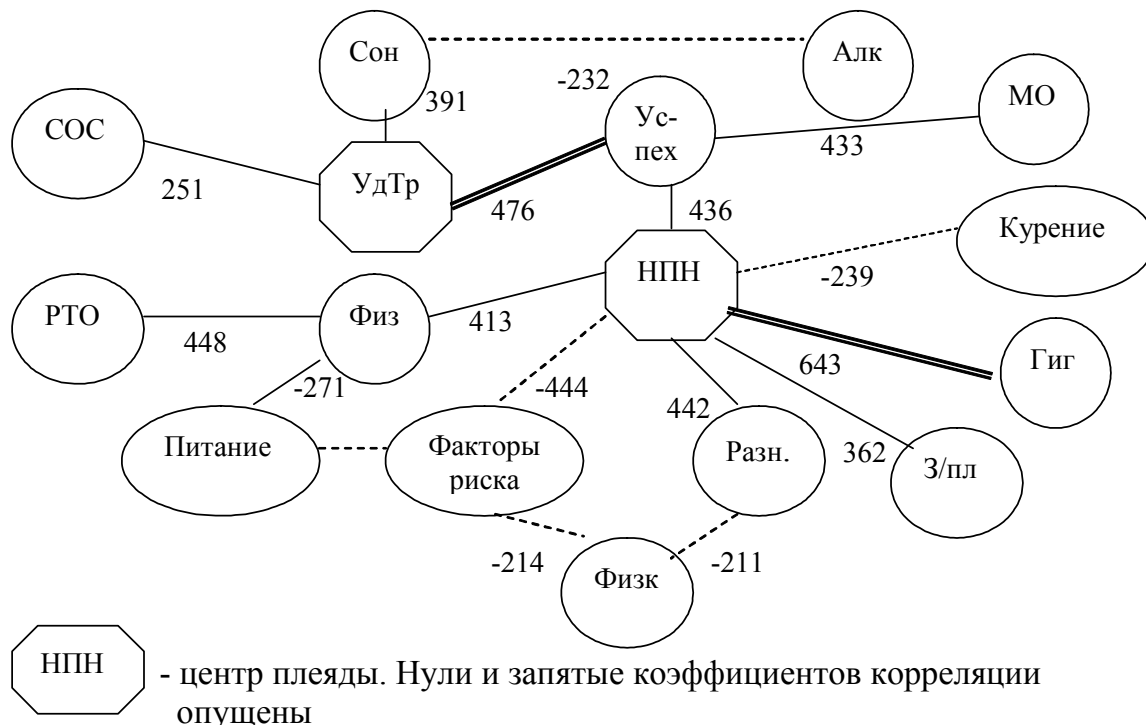 Сон
Алк
391
-232
МО
СОС
Ус-
пех
УдТр
433
251
476
436
Курение
НПН
-239
РТО
Физ
448
413
643
Гиг
-271
-444
442
Питание
Факторы
риска
Разн.
362
З/пл
-214
-211
Физк
НПН
- центр плеяды. Нули и запятые коэффициентов корреляции
опущены